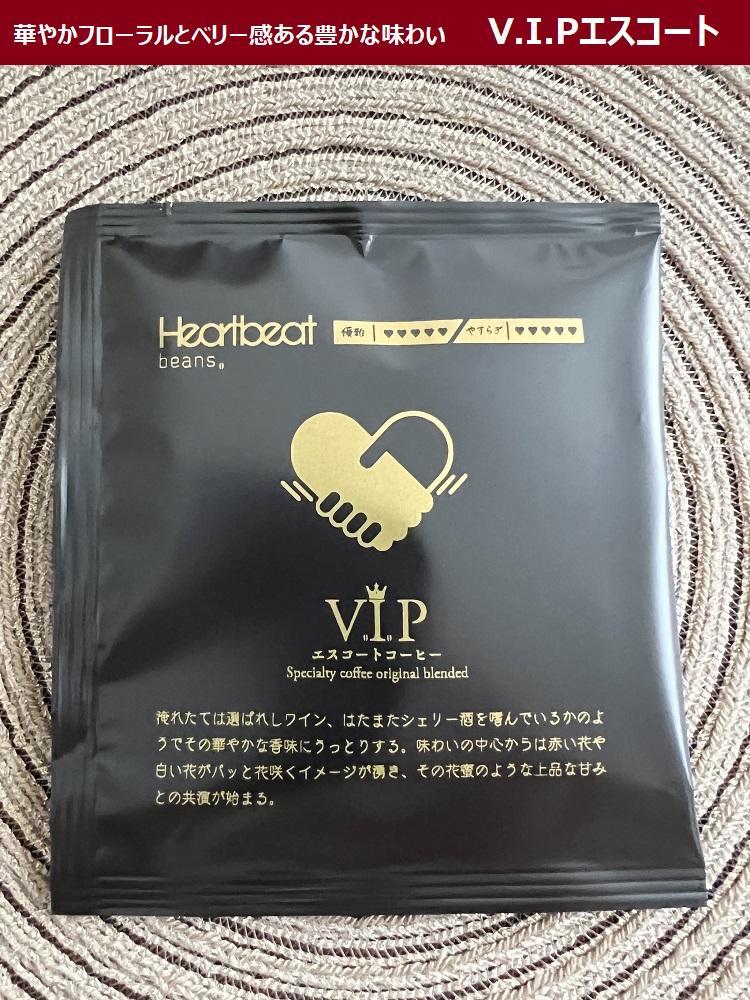 華やかフローラルとベリー感ある豊かな味わい V.I.Pエスコート
Heartbeat
beans.
優雅 ♥♥♥♥♥ やすらぎ ♥♥♥♥♥
V.I.P
エスコートコーヒー
Specialty coffee original blended
淹れたては選ばれしワイン、はたまたシェリー酒を嗜んでいるかのよ
うでその華やかな香味にうっとりする。味わいの中心からは赤い花や
白い花がパッと花咲くイメージが湧き、その花蜜のような上品な甘み
との共演が始まる。